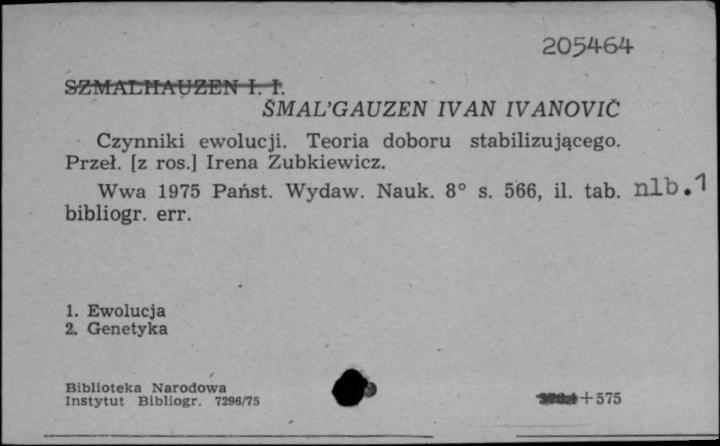 205464
SZMALHAUZEN I. I.
ŠMAL'GAUZEN IVAN IVANOVIČ
Czynniki ewolucji. Teoria doboru stabilizującego.
Przeł. [z ros.] Irena Zubkiewicz.
Wwa 1975 Państ. Wydaw. Nauk. 8° s. 566, il. tab. nlb.1
bibliogr. err.
1. Ewolucja
2. Genetyka
Biblioteka Narodowa
Instytut Bibliogr. 7296/75
+575